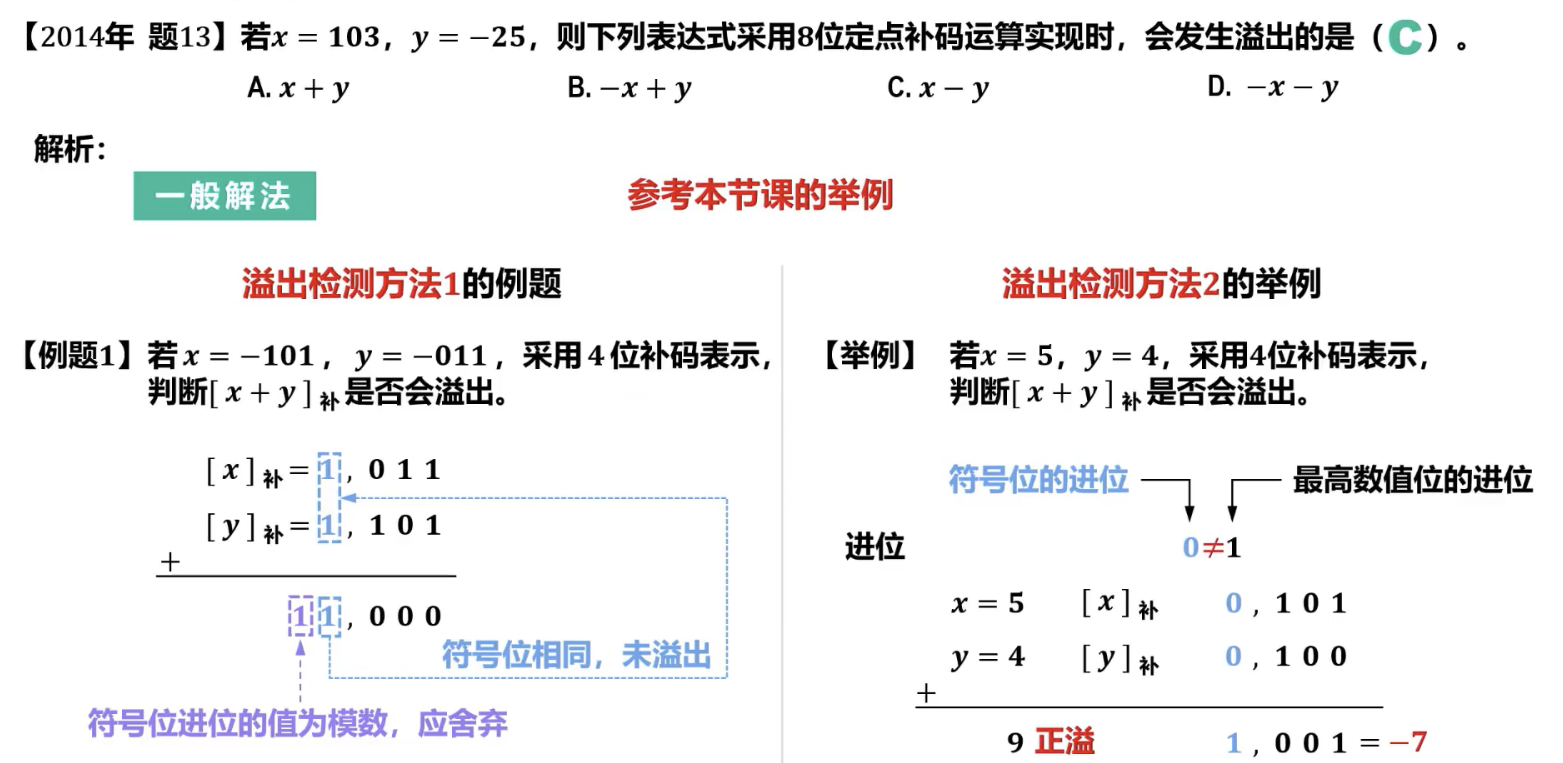 【2014年 题13】若x = 103，y = −25，则下列表达式采用8位定点补码运算实现时，会发生溢出的是（C）。
A. x + y B. −x + y C. x − y D. −x − y
解析：
一般解法
参考本节课的举例
溢出检测方法1的例题
【例题1】若 x = −101， y = −011，采用 4 位补码表示，
判断[ x + y ]补是否会溢出。
[ x ]补 = 1, 0 1 1
[ y ]补 = 1, 1 0 1
+
1 1, 0 0 0
符号位相同，未溢出
符号位进位的值为模数，应舍弃
溢出检测方法2的举例
【举例】 若x = 5，y = 4，采用4位补码表示，
判断[ x + y ]补是否会溢出。
符号位的进位 最高数值位的进位
进位 0≠1
x = 5 [ x ]补 0 , 1 0 1
y = 4 [ y ]补 0 , 1 0 0
+
9 正溢 1 , 0 0 1 = −7